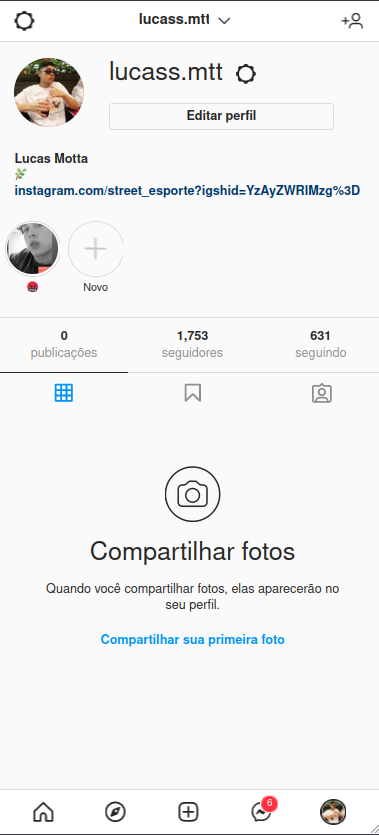 lucass.mtt
lucass.mtt
Editar perfil
Lucas Motta
🌿
instagram.com/street_esporte?igshid=YzAyZWRlMzg%3D
🤬
Novo
0
publicações
1,753
seguidores
631
seguindo
Compartilhar fotos
Quando você compartilhar fotos, elas aparecerão no
seu perfil.
Compartilhar sua primeira foto
6